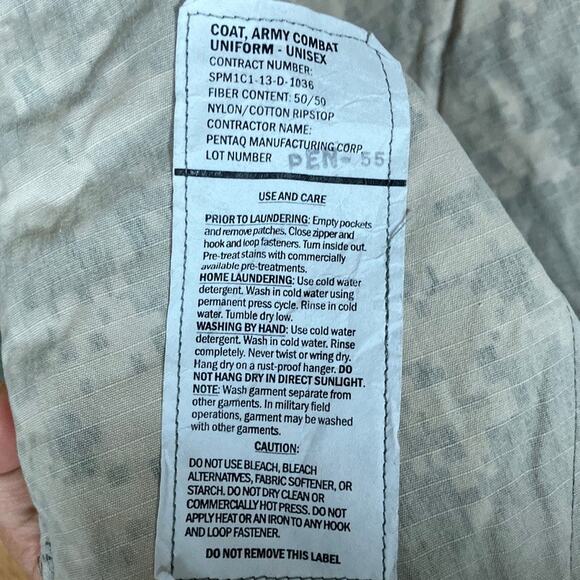 COAT, ARMY COMBAT
UNIFORM - UNISEX
CONTRACT NUMBER:
SPM1C1-13-D-1036
FIBER CONTENT: 50/50
NYLON/COTTON RIPSTOP
CONTRACTOR NAME:
PENTAQ MANUFACTURING CORP
LOT NUMBER PEN- 55
USE AND CARE
PRIOR TO LAUNDERING: Empty pockets
and remove patches. Close zipper and
hook and loop fasteners. Turn inside out.
Pre-treat stains with commercially
available pre-treatments.
HOME LAUNDERING: Use cold water
detergent. Wash in cold water using
permanent press cycle. Rinse in cold
water. Tumble dry low.
WASHING BY HAND: Use cold water
detergent. Wash in cold water. Rinse
completely. Never twist or wring dry.
Hang dry on a rust-proof hanger. DO
NOT HANG DRY IN DIRECT SUNLIGHT.
NOTE: Wash garment separate from
other garments. In military field
operations, garment may be washed
with other garments.
CAUTION:
DO NOT USE BLEACH, BLEACH
ALTERNATIVES, FABRIC SOFTENER, OR
STARCH. DO NOT DRY CLEAN OR
COMMERCIALLY HOT PRESS. DO NOT
APPLY HEAT OR AN IRON TO ANY HOOK
AND LOOP FASTENER.
DO NOT REMOVE THIS LABEL